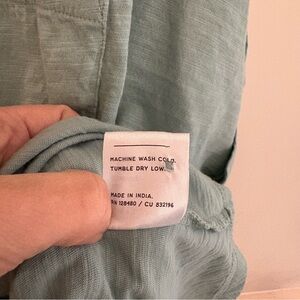 MACHINE WASH COLD.
TUMBLE DRY LOW.
MADE IN INDIA.
RN 128480 / CU 832196